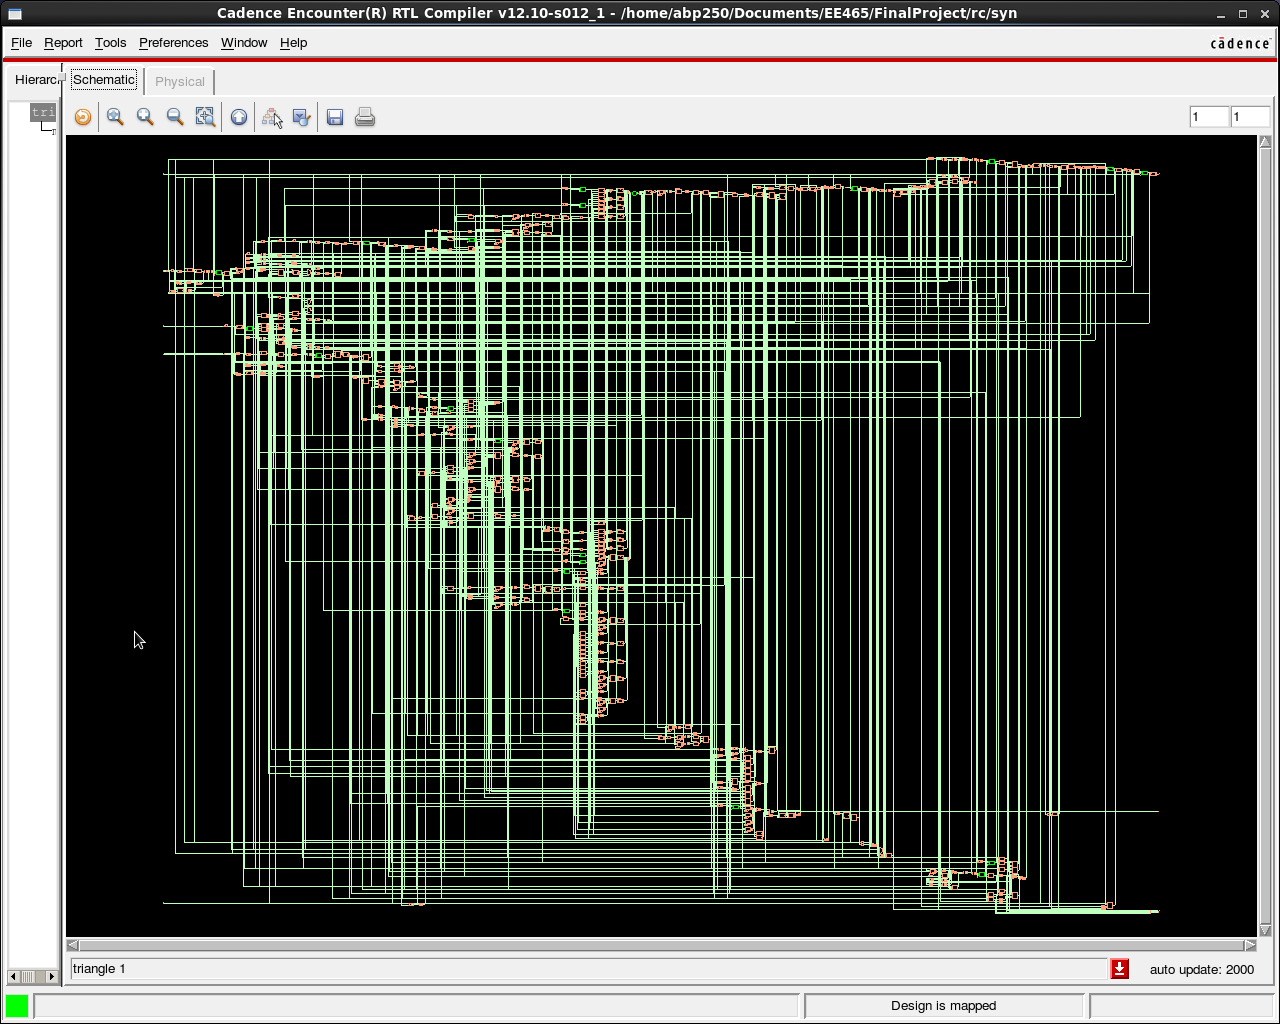 Cadence Encounter(R) RTL Compiler v12.10-s012_1 - /home/abp250/Documents/EE465/FinalProject/rc/syn
File Report Tools Preferences Window Help
cādence
Hierarc Schematic Physical
tri
1 1
triangle 1
auto update: 2000
Design is mapped